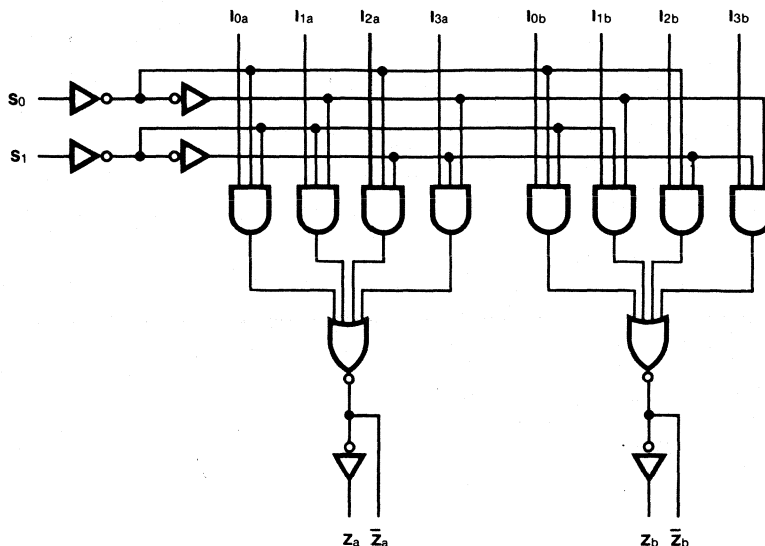 I0a I1a I2a I3a I0b I1b I2b I3b
S0
S1
Za Z̅a Zb Z̅b